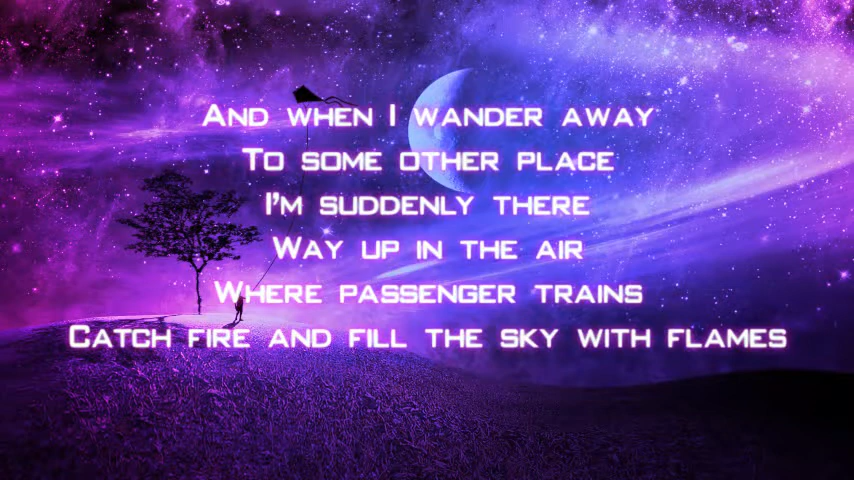 And when I wander away
To some other place
I'm suddenly there
Way up in the air
Where passenger trains
Catch fire and fill the sky with flames